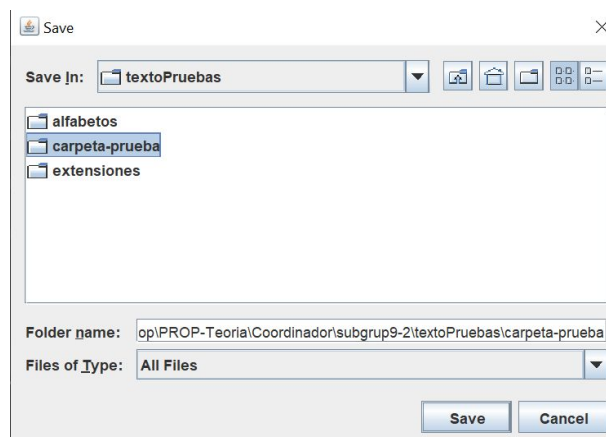 Save
Save In: textoPruebas
alfabetos
carpeta-prueba
extensiones
Folder name: op\PROP-Teoria\Coordinador\subgrup9-2\textoPruebas\carpeta-prueba
Files of Type: All Files
Save Cancel